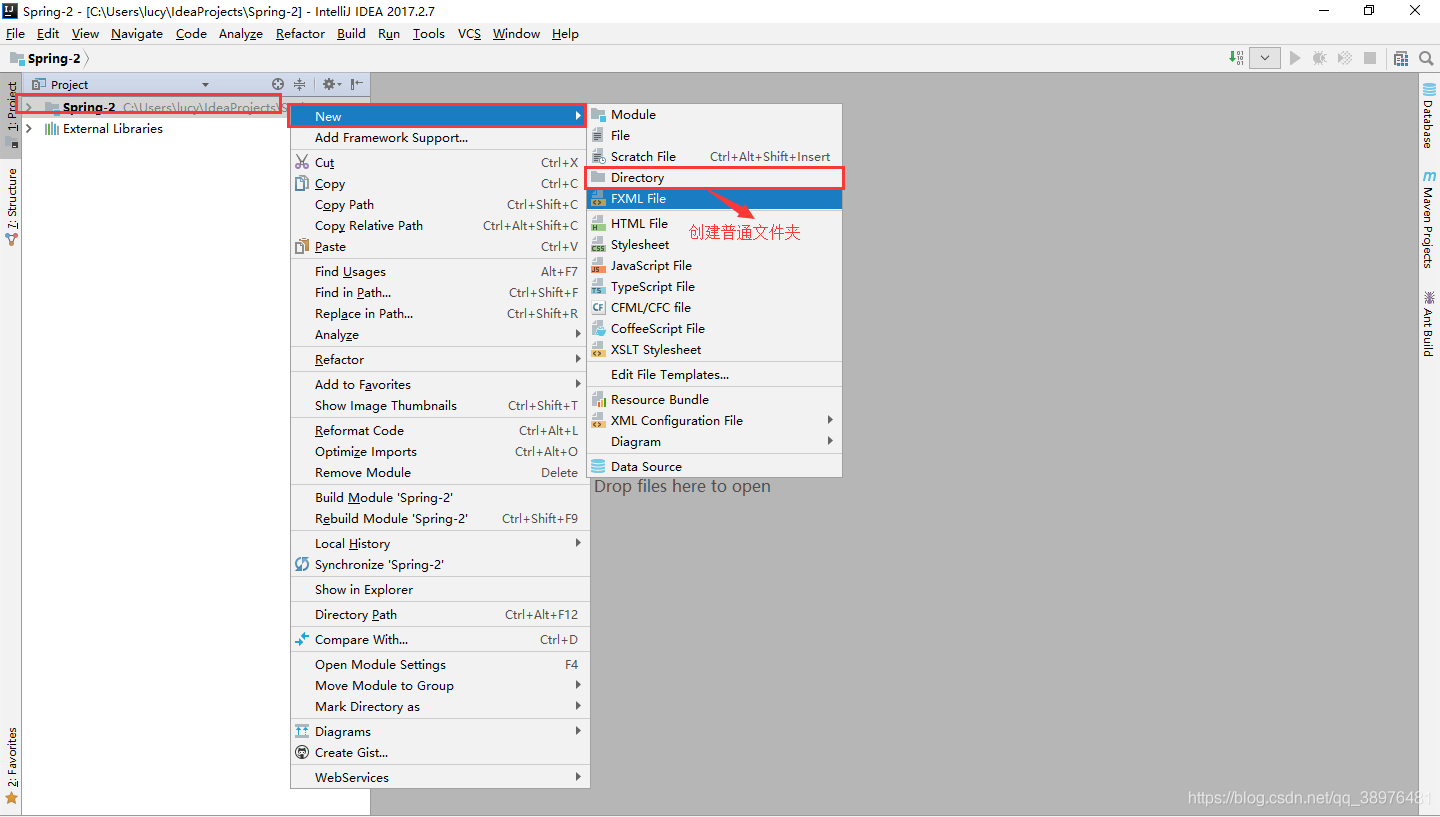 Spring-2 - [C:\Users\lucy\IdeaProjects\Spring-2] - IntelliJ IDEA 2017.2.7
File Edit View Navigate Code Analyze Refactor Build Run Tools VCS Window Help
Spring-2
Project
Spring-2 C:\Users\lucy\IdeaProjects\S
External Libraries
1: Project
7: Structure
2: Favorites
New
Add Framework Support...
Cut Ctrl+X
Copy Ctrl+C
Copy Path Ctrl+Shift+C
Copy Relative Path Ctrl+Alt+Shift+C
Paste Ctrl+V
Find Usages Alt+F7
Find in Path... Ctrl+Shift+F
Replace in Path... Ctrl+Shift+R
Analyze
Refactor
Add to Favorites
Show Image Thumbnails Ctrl+Shift+T
Reformat Code Ctrl+Alt+L
Optimize Imports Ctrl+Alt+O
Remove Module Delete
Build Module 'Spring-2'
Rebuild Module 'Spring-2' Ctrl+Shift+F9
Local History
Synchronize 'Spring-2'
Show in Explorer
Directory Path Ctrl+Alt+F12
Compare With... Ctrl+D
Open Module Settings F4
Move Module to Group
Mark Directory as
Diagrams
Create Gist...
WebServices
Module
File
Scratch File Ctrl+Alt+Shift+Insert
Directory
FXML File
HTML File
创建普通文件夹
Stylesheet
JavaScript File
TypeScript File
CFML/CFC file
CoffeeScript File
XSLT Stylesheet
Edit File Templates...
Resource Bundle
XML Configuration File
Diagram
Data Source
Drop files here to open
Database
Maven Projects
Ant Build
https://blog.csdn.net/qq_38976481